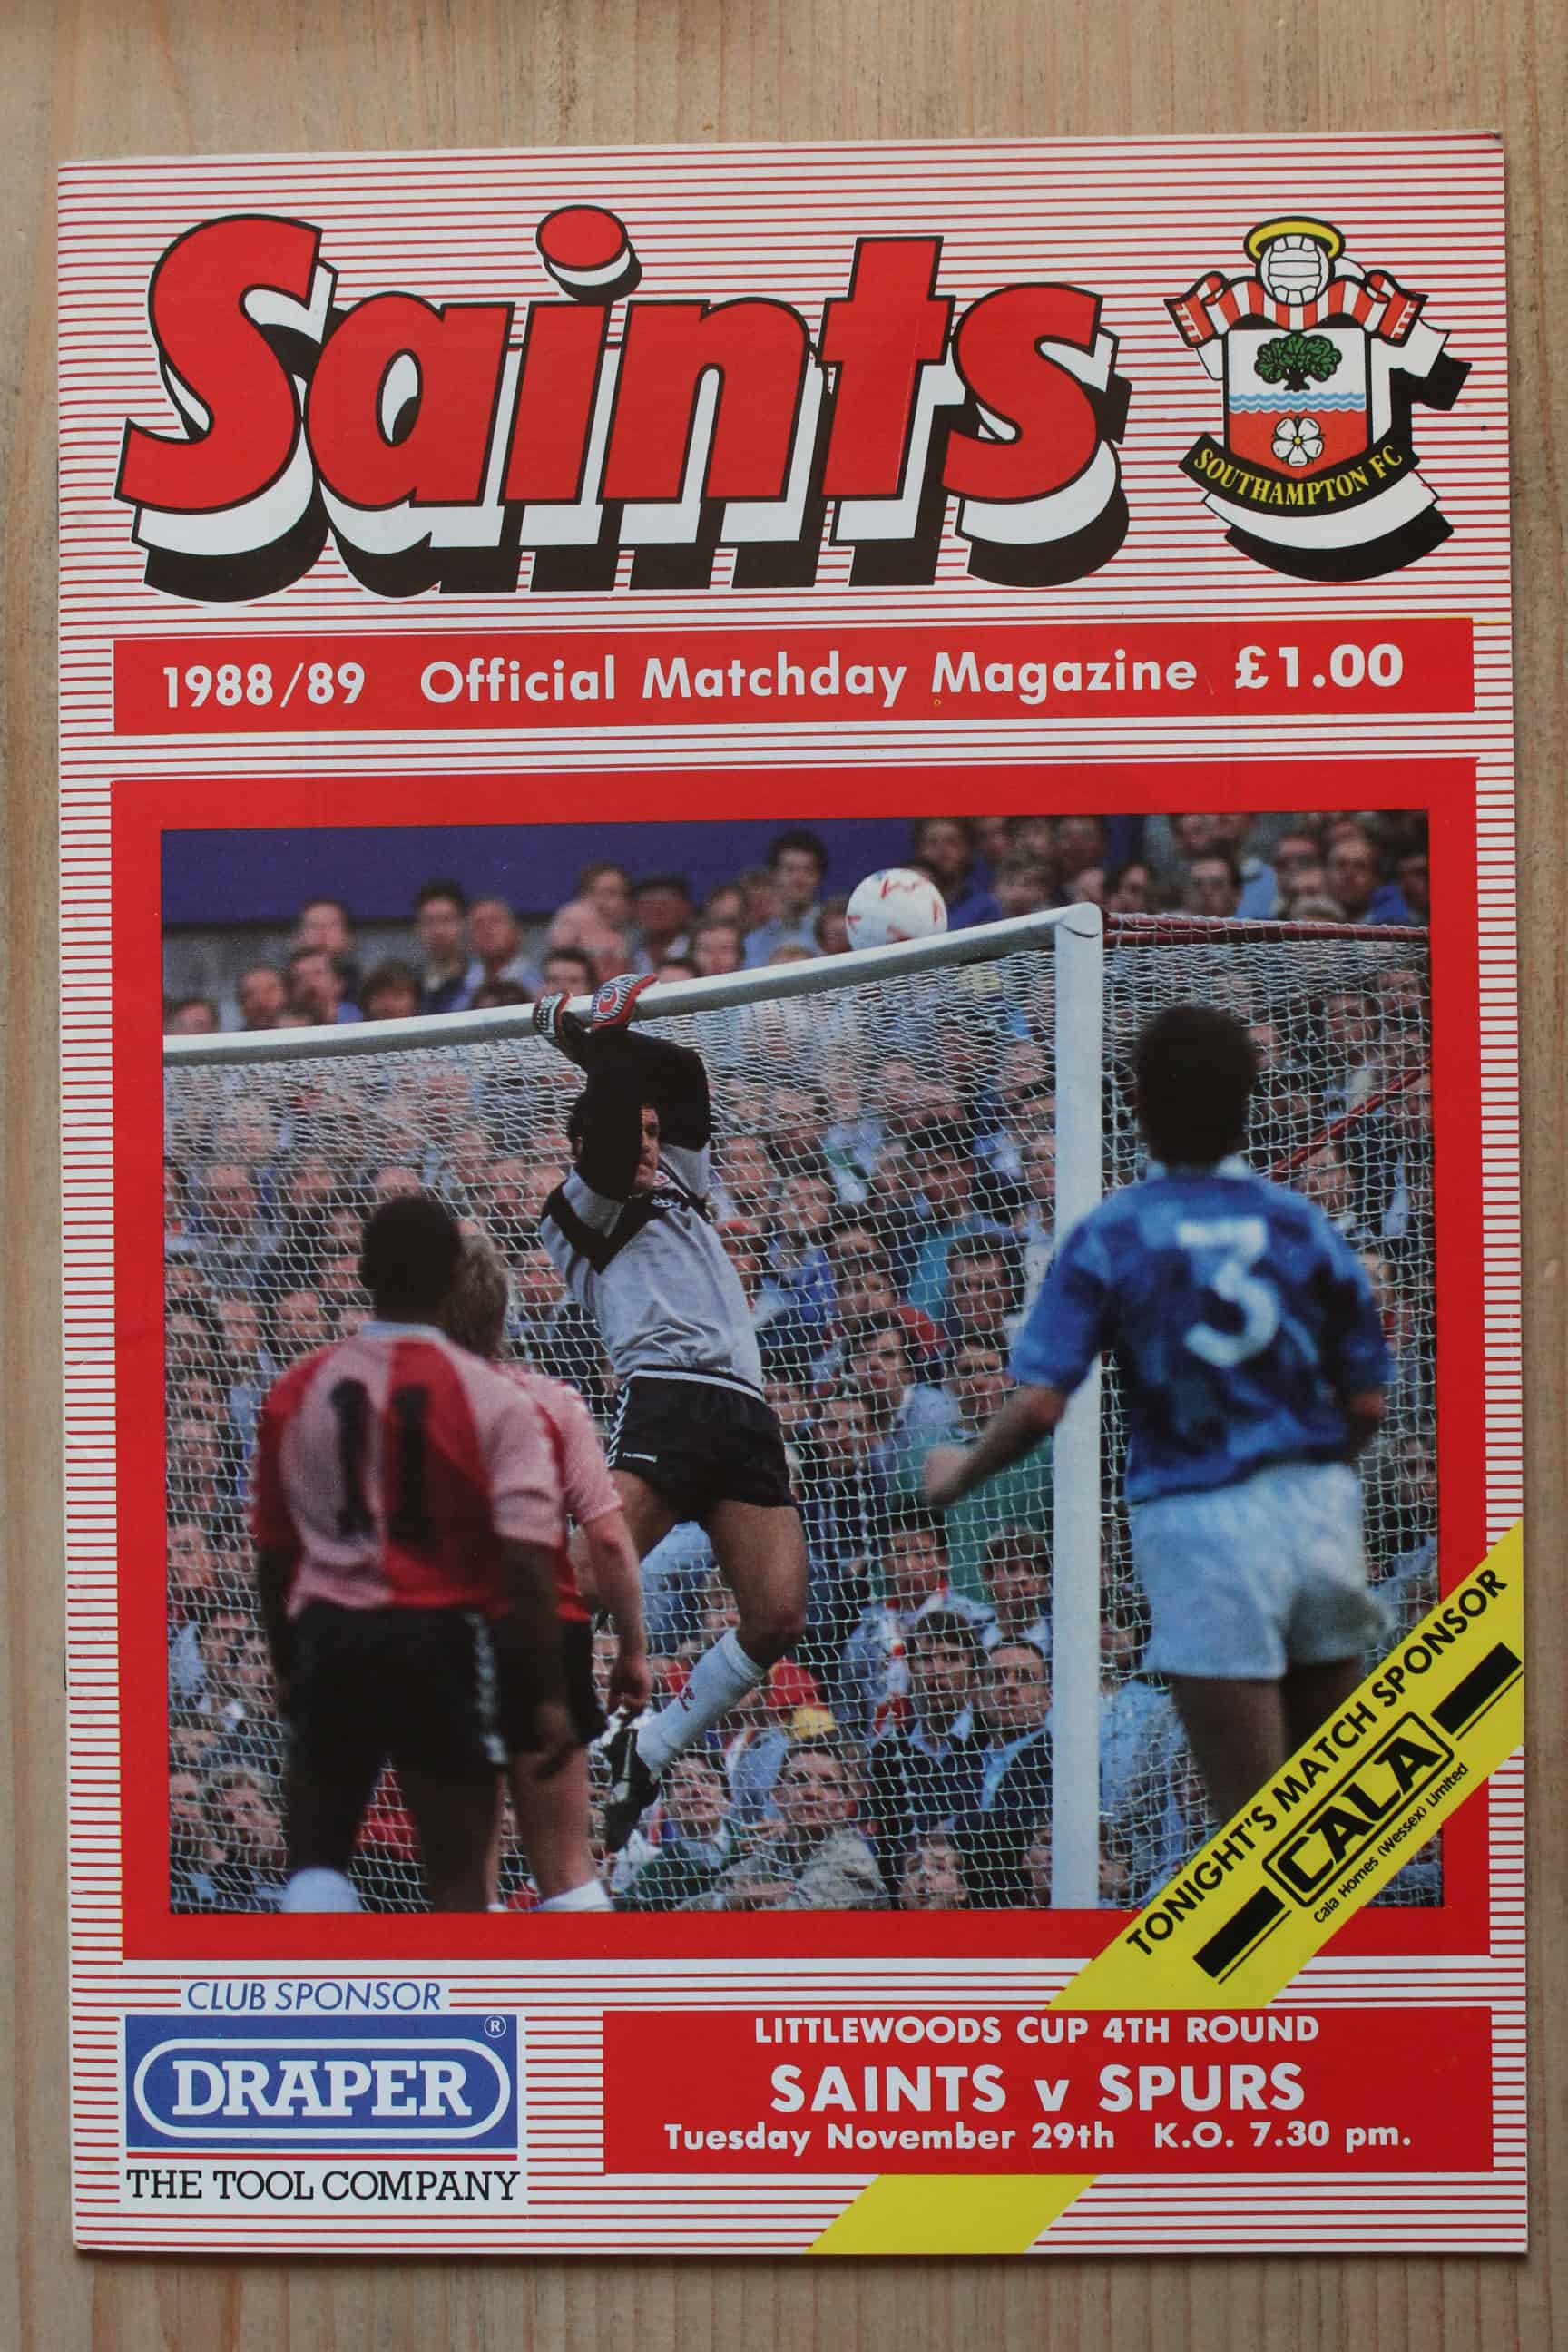 Saints
SOUTHAMPTON FC
1988/89 Official Matchday Magazine £1.00
11
3
TONIGHT'S MATCH SPONSOR
CALA
Cala Homes (Wessex) Limited
CLUB SPONSOR
DRAPER ®
THE TOOL COMPANY
LITTLEWOODS CUP 4TH ROUND
SAINTS v SPURS
Tuesday November 29th K.O. 7.30 pm.